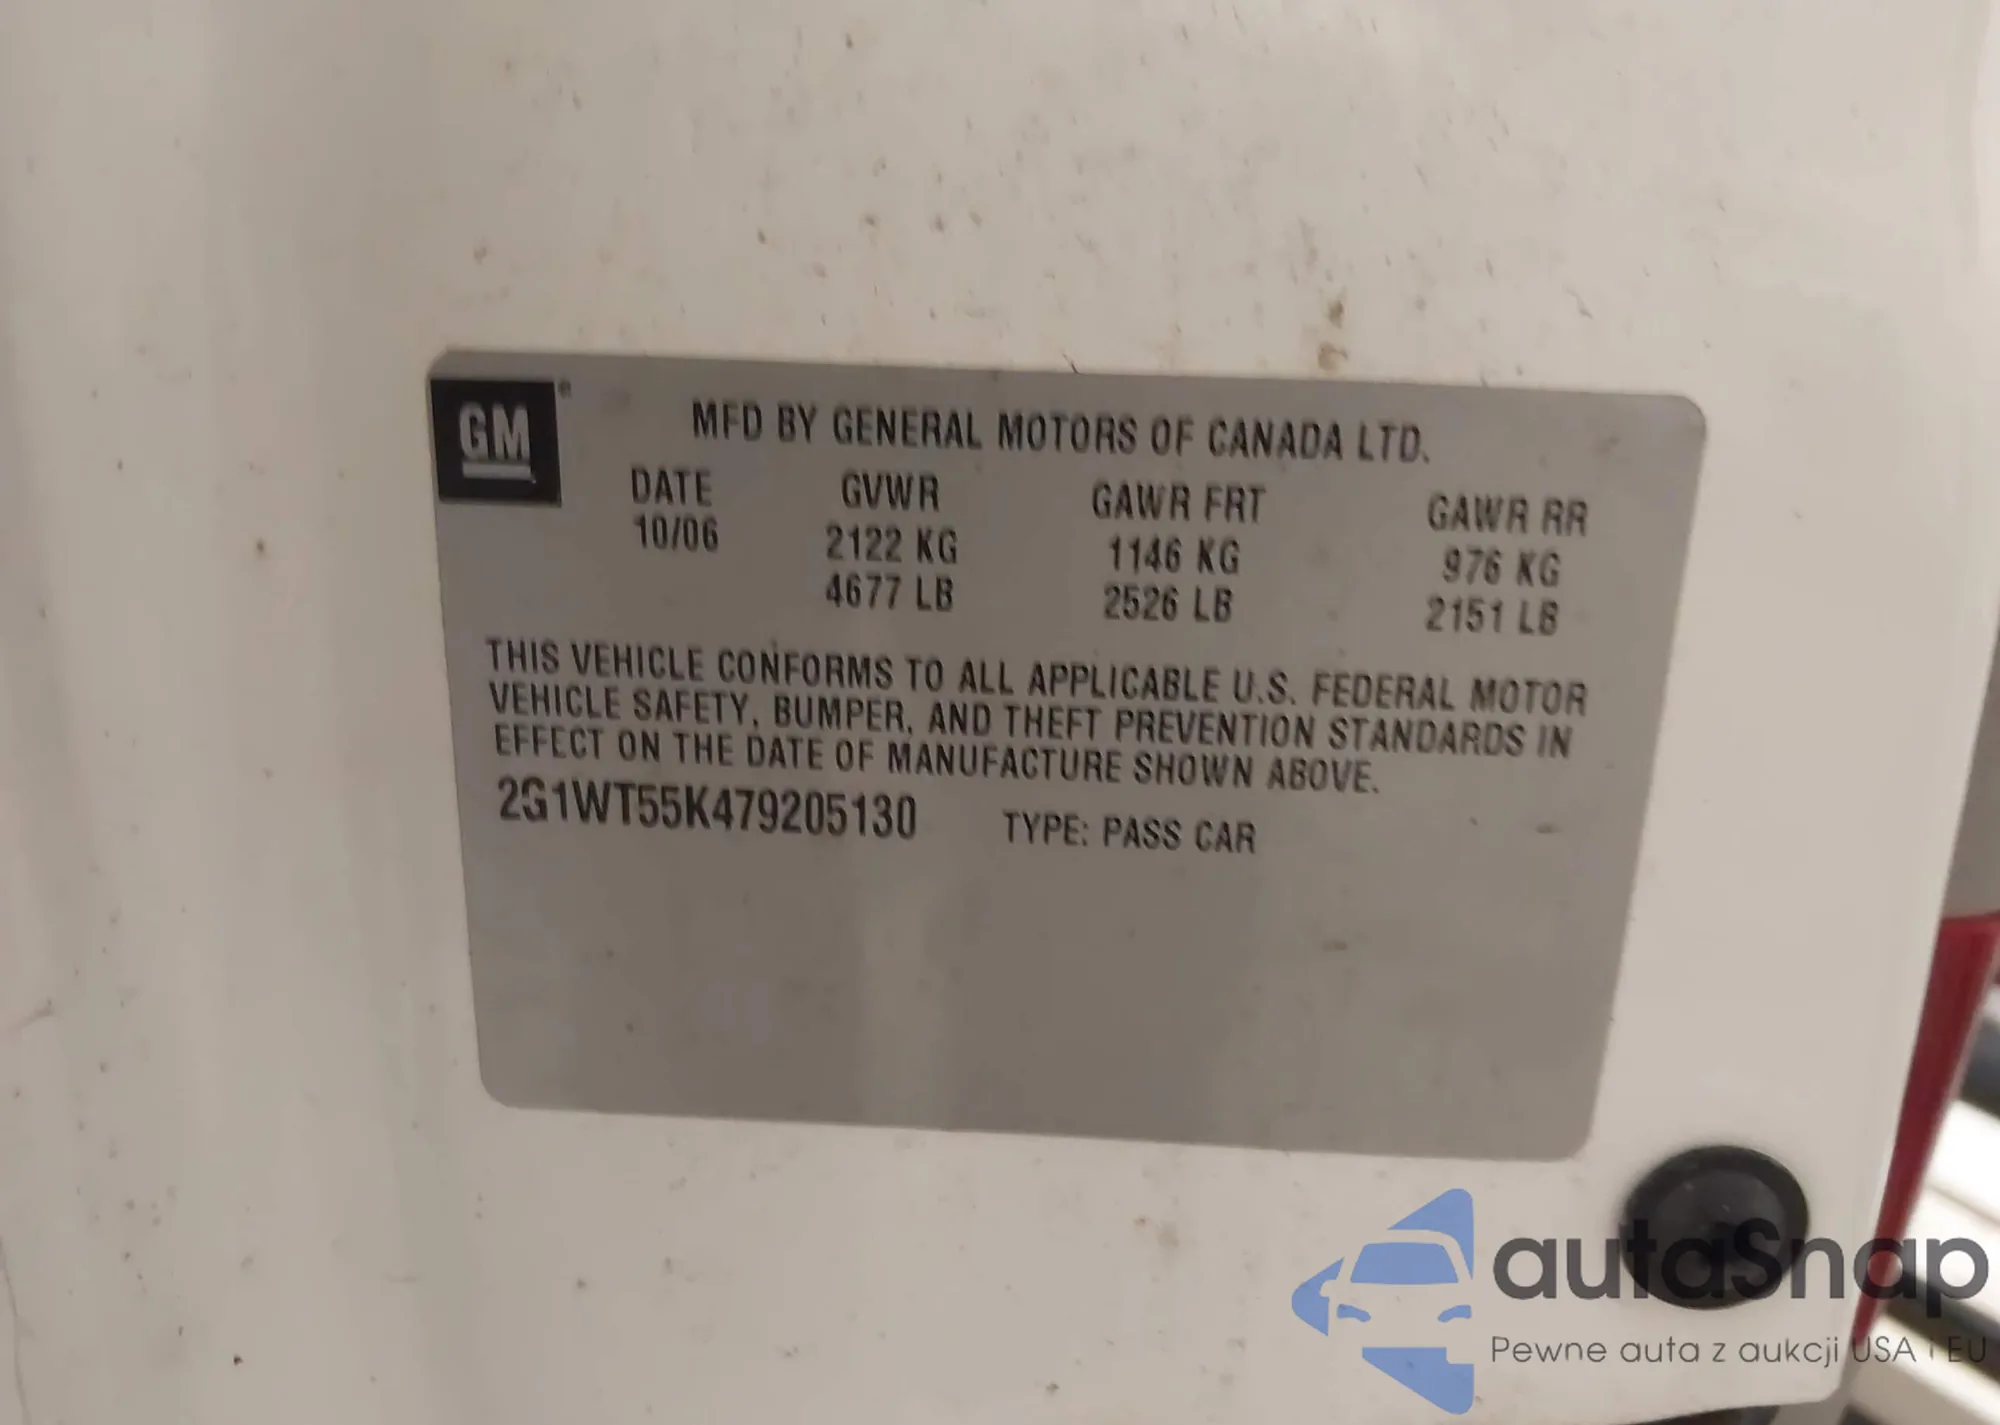 GM®
MFD BY GENERAL MOTORS OF CANADA LTD.
DATE GVWR GAWR FRT GAWR RR
10/06 2122 KG 1146 KG 976 KG
4677 LB 2526 LB 2151 LB
THIS VEHICLE CONFORMS TO ALL APPLICABLE U.S. FEDERAL MOTOR
VEHICLE SAFETY, BUMPER, AND THEFT PREVENTION STANDARDS IN
EFFECT ON THE DATE OF MANUFACTURE SHOWN ABOVE.
2G1WT55K479205130 TYPE: PASS CAR
autaSnap
Pewne auta z aukcji USA i EU